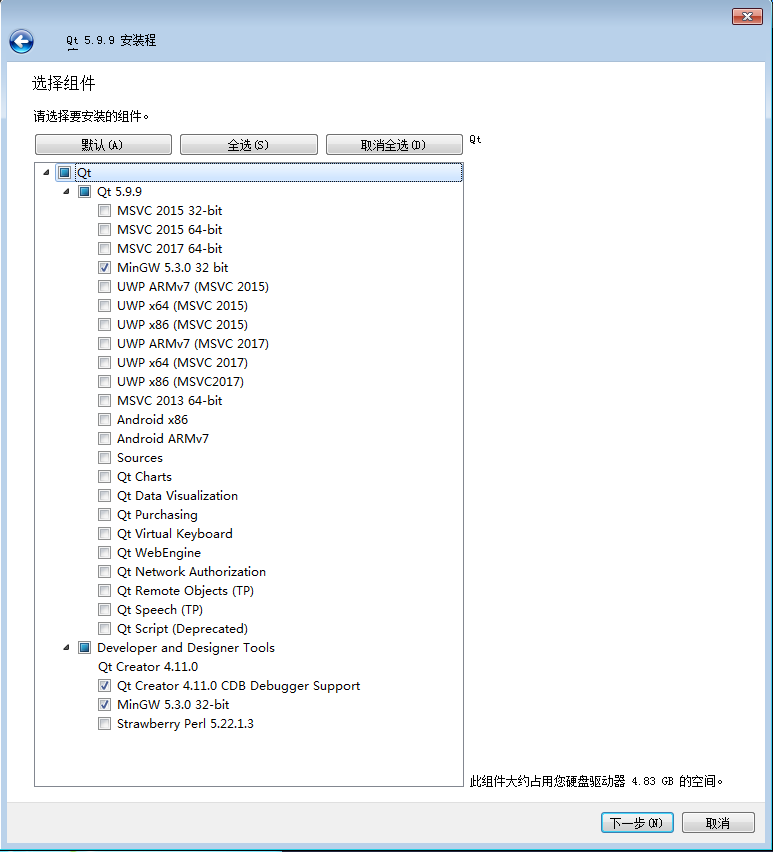 Qt 5.9.9 安装程
选择组件
请选择要安装的组件。
默认(A) 全选(S) 取消全选(D) Qt
Qt
Qt 5.9.9
MSVC 2015 32-bit
MSVC 2015 64-bit
MSVC 2017 64-bit
MinGW 5.3.0 32 bit
UWP ARMv7 (MSVC 2015)
UWP x64 (MSVC 2015)
UWP x86 (MSVC 2015)
UWP ARMv7 (MSVC 2017)
UWP x64 (MSVC 2017)
UWP x86 (MSVC2017)
MSVC 2013 64-bit
Android x86
Android ARMv7
Sources
Qt Charts
Qt Data Visualization
Qt Purchasing
Qt Virtual Keyboard
Qt WebEngine
Qt Network Authorization
Qt Remote Objects (TP)
Qt Speech (TP)
Qt Script (Deprecated)
Developer and Designer Tools
Qt Creator 4.11.0
Qt Creator 4.11.0 CDB Debugger Support
MinGW 5.3.0 32-bit
Strawberry Perl 5.22.1.3
此组件大约占用您硬盘驱动器 4.83 GB 的空间。
下一步(N) 取消